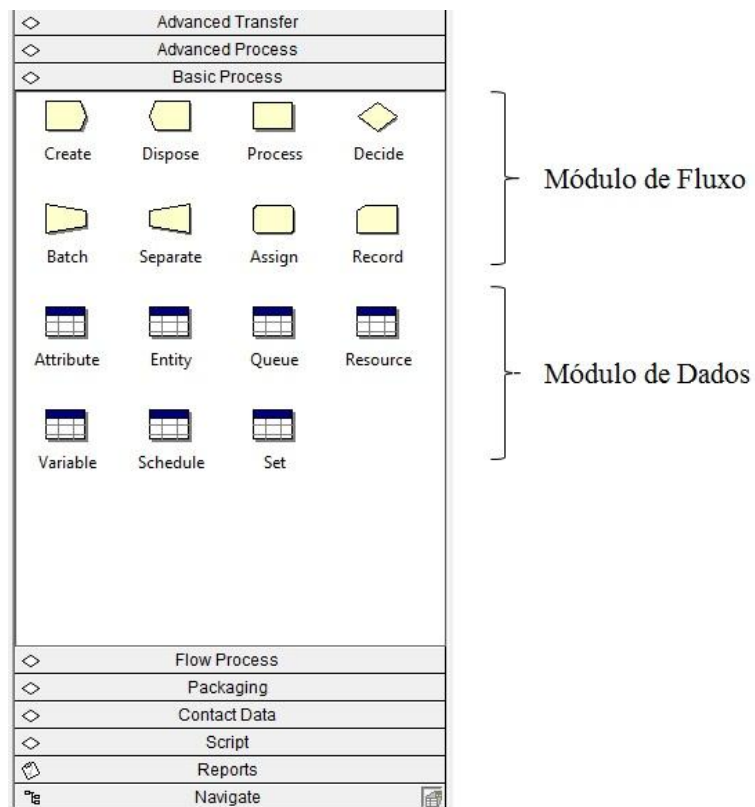 Advanced Transfer
Advanced Process
Basic Process
Create Dispose Process Decide
Módulo de Fluxo
Batch Separate Assign Record
Attribute Entity Queue Resource
Módulo de Dados
Variable Schedule Set
Flow Process
Packaging
Contact Data
Script
Reports
Navigate